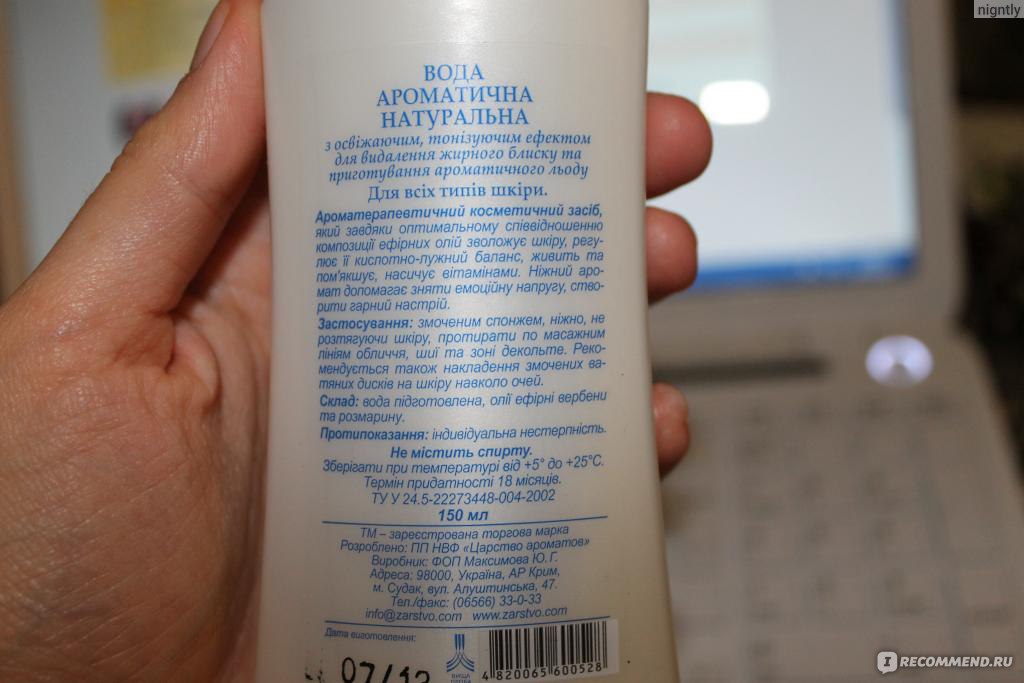 nigntly
ВОДА
АРОМАТИЧНА
НАТУРАЛЬНА
з освіжаючим, тонізуючим ефектом
для видалення жирного блиску та
приготування ароматичного льоду
Для всіх типів шкіри.
Ароматерапевтичний косметичний засіб,
який завдяки оптимальному співвідношенню
композиції ефірних олій зволожує шкіру, регу-
лює її кислотно-лужний баланс, живить та
пом'якшує, насичує вітамінами. Ніжний аро-
мат допомагає зняти емоційну напругу, ство-
рити гарний настрій.
Застосування: змоченим спонжем, ніжно, не
розтягуючи шкіру, протирати по масажним
лініям обличчя, шиї та зоні декольте. Реко-
мендується також накладення змочених ва-
тяних дисків на шкіру навколо очей.
Склад: вода підготовлена, олії ефірні вербени
та розмарину.
Протипоказання: індивідуальна нестерпність.
Не містить спирту.
Зберігати при температурі від +5° до +25°С.
Термін придатності 18 місяців.
ТУ У 24.5-22273448-004-2002
150 мл
ТМ – зареєстрована торгова марка
Розроблено: ПП НВФ «Царство ароматов»
Виробник: ФОП Максимова Ю. Г.
Адреса: 98000, Україна, АР Крим,
м. Судак, вул. Алуштинська, 47.
Тел./факс: (06566) 33-0-33
info@zarstvo.com www.zarstvo.com
Дата виготовлення:
07/12
ВИЩА
ПРОБА
4 820065 600528
IRECOMMEND.RU